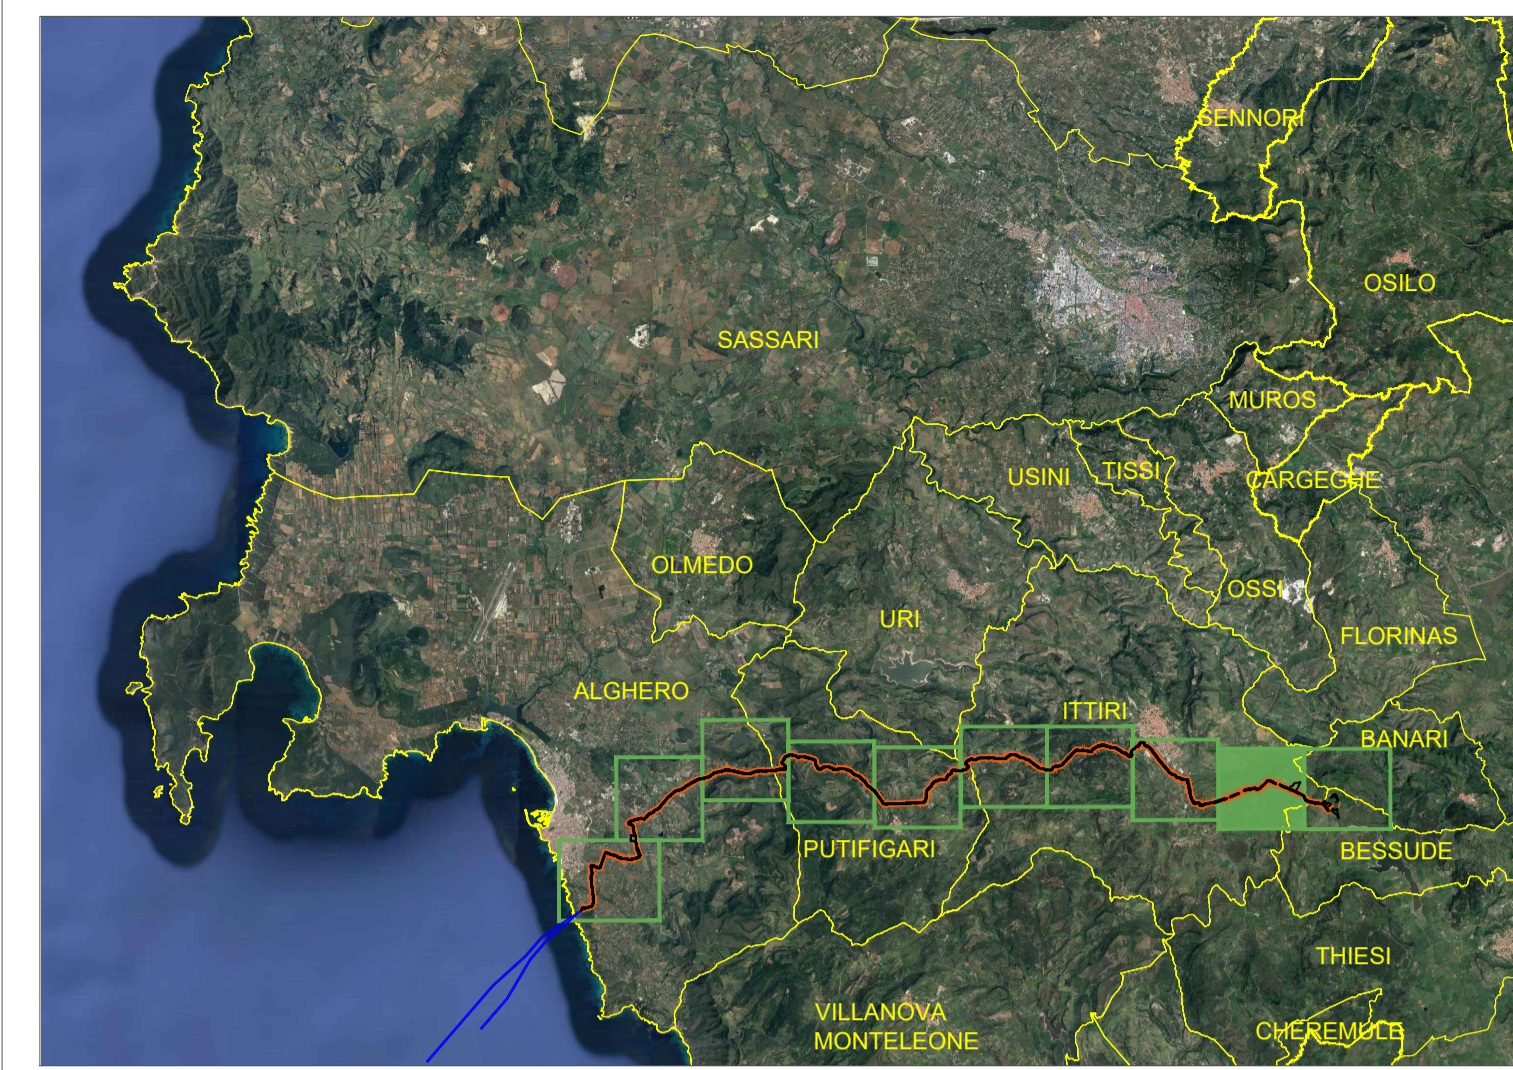 SENNORI
OSILO
SASSARI
MUROS
USINI
TISSI
CARGEGHE
OLMEDO
OSSI
URI
FLORINAS
ALGHERO
ITTIRI
BANARI
PUTIFIGARI
BESSUDE
THIESI
VILLANOVA
MONTELEONE
CHEREMULE